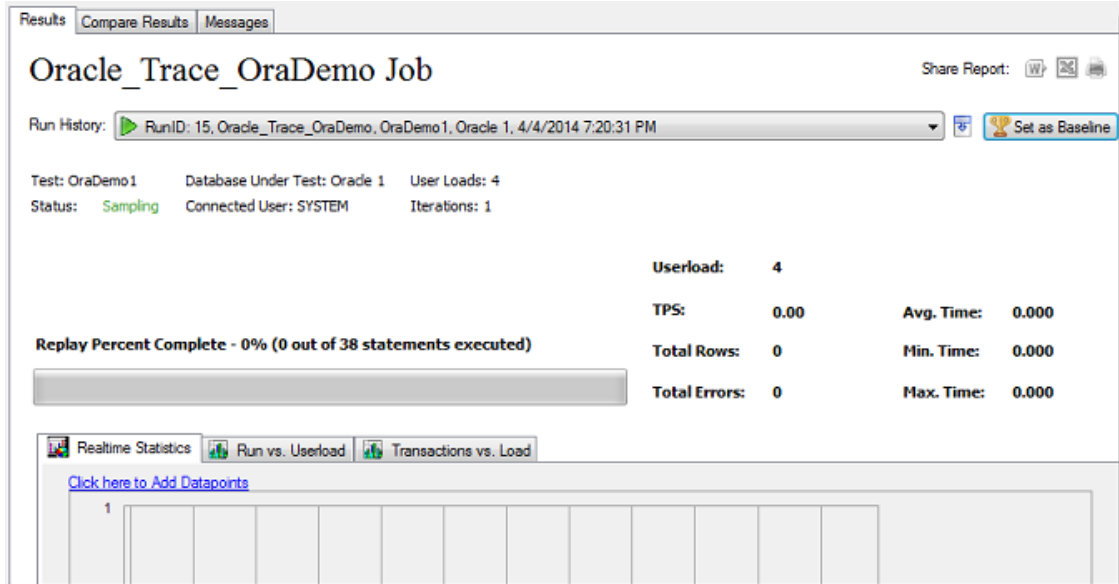 Results Compare Results Messages
Oracle_Trace_OraDemo Job
Share Report:
Run History: RunID: 15, Oracle_Trace_OraDemo, OraDemo1, Oracle 1, 4/4/2014 7:20:31 PM Set as Baseline
Test: OraDemo1 Database Under Test: Oracle 1 User Loads: 4
Status: Sampling Connected User: SYSTEM Iterations: 1
Userload: 4
TPS: 0.00 Avg. Time: 0.000
Replay Percent Complete - 0% (0 out of 38 statements executed)
Total Rows: 0 Min. Time: 0.000
Total Errors: 0 Max. Time: 0.000
Realtime Statistics Run vs. Userload Transactions vs. Load
Click here to Add Datapoints
1